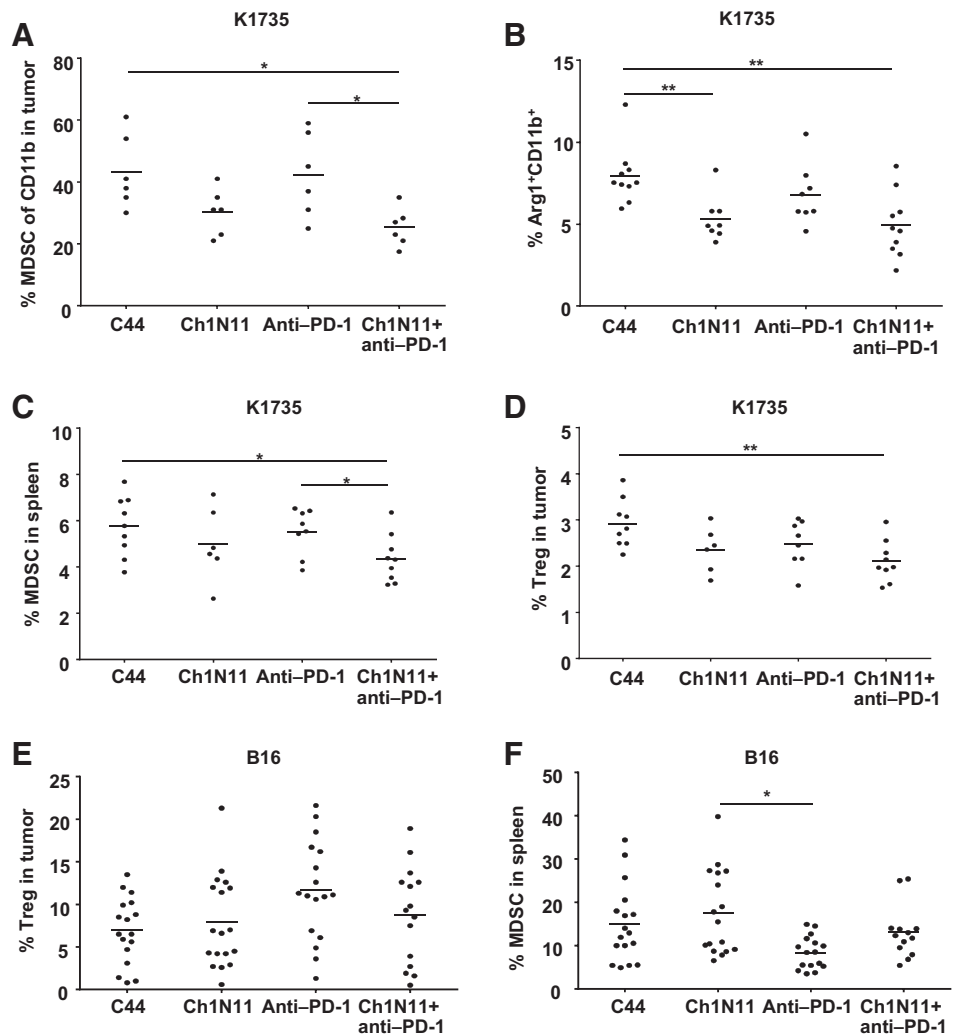 A
K1735
% MDSC of CD11b in tumor
80
60
40
20
0
*
*
C44
Ch1N11
Anti–PD-1
Ch1N11+
anti–PD-1
B
K1735
% Arg1⁺CD11b⁺
15
10
5
0
**
**
C44
Ch1N11
Anti–PD-1
Ch1N11+
anti–PD-1
C
K1735
% MDSC in spleen
10
8
6
4
2
0
*
*
C44
Ch1N11
Anti–PD-1
Ch1N11+
anti–PD-1
D
K1735
% Treg in tumor
5
4
3
2
1
0
**
C44
Ch1N11
Anti–PD-1
Ch1N11+
anti–PD-1
E
B16
% Treg in tumor
25
20
15
10
5
0
C44
Ch1N11
Anti–PD-1
Ch1N11+
anti–PD-1
F
B16
% MDSC in spleen
50
40
30
20
10
0
*
C44
Ch1N11
Anti–PD-1
Ch1N11+
anti–PD-1